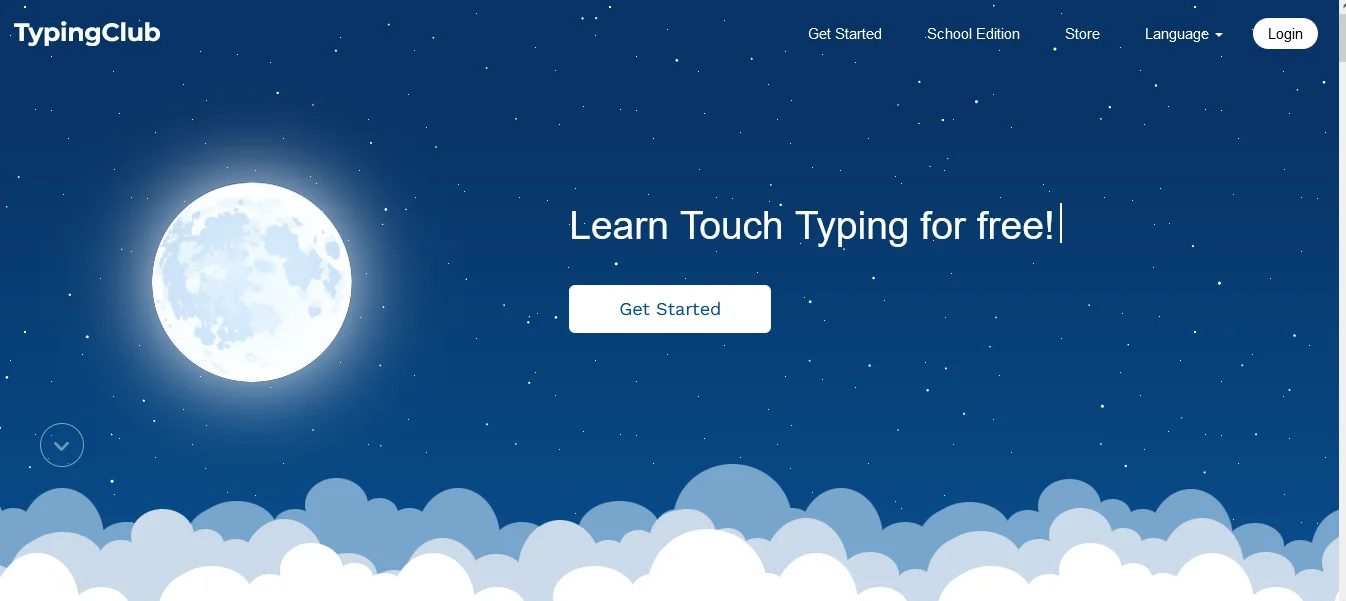 TypingClub
Get Started
School Edition
Store
Language
Login
Learn Touch Typing for free!
Get Started